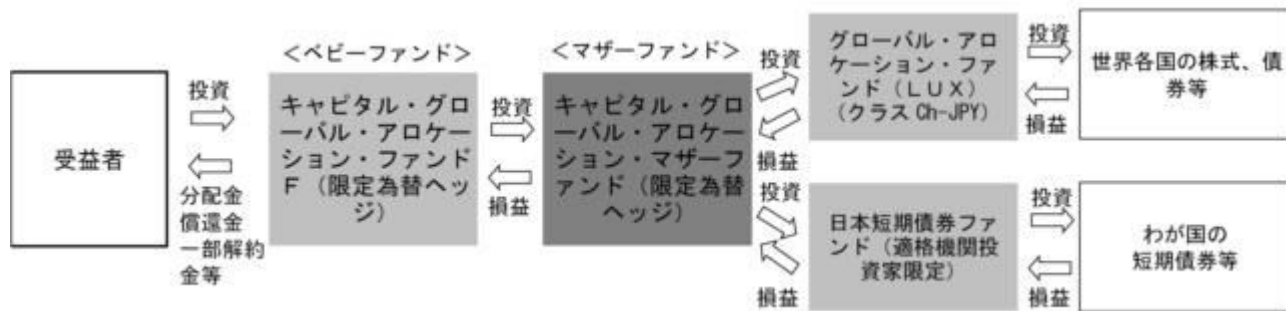 受益者
投資
分配金
償還金
一部解約
金等
＜ベビーファンド＞
キャピタル・グロ
ーバル・アロケー
ション・ファンド
Ｆ（限定為替ヘッ
ジ）
投資
損益
＜マザーファンド＞
キャピタル・グロ
ーバル・アロケー
ション・マザーフ
ァンド（限定為替
ヘッジ）
投資
損益
グローバル・アロ
ケーション・ファ
ンド（ＬＵＸ）
（クラス Ch-JPY）
投資
損益
世界各国の株式、債
券等
投資
損益
日本短期債券ファ
ンド（適格機関投
資家限定）
投資
損益
わが国の
短期債券等